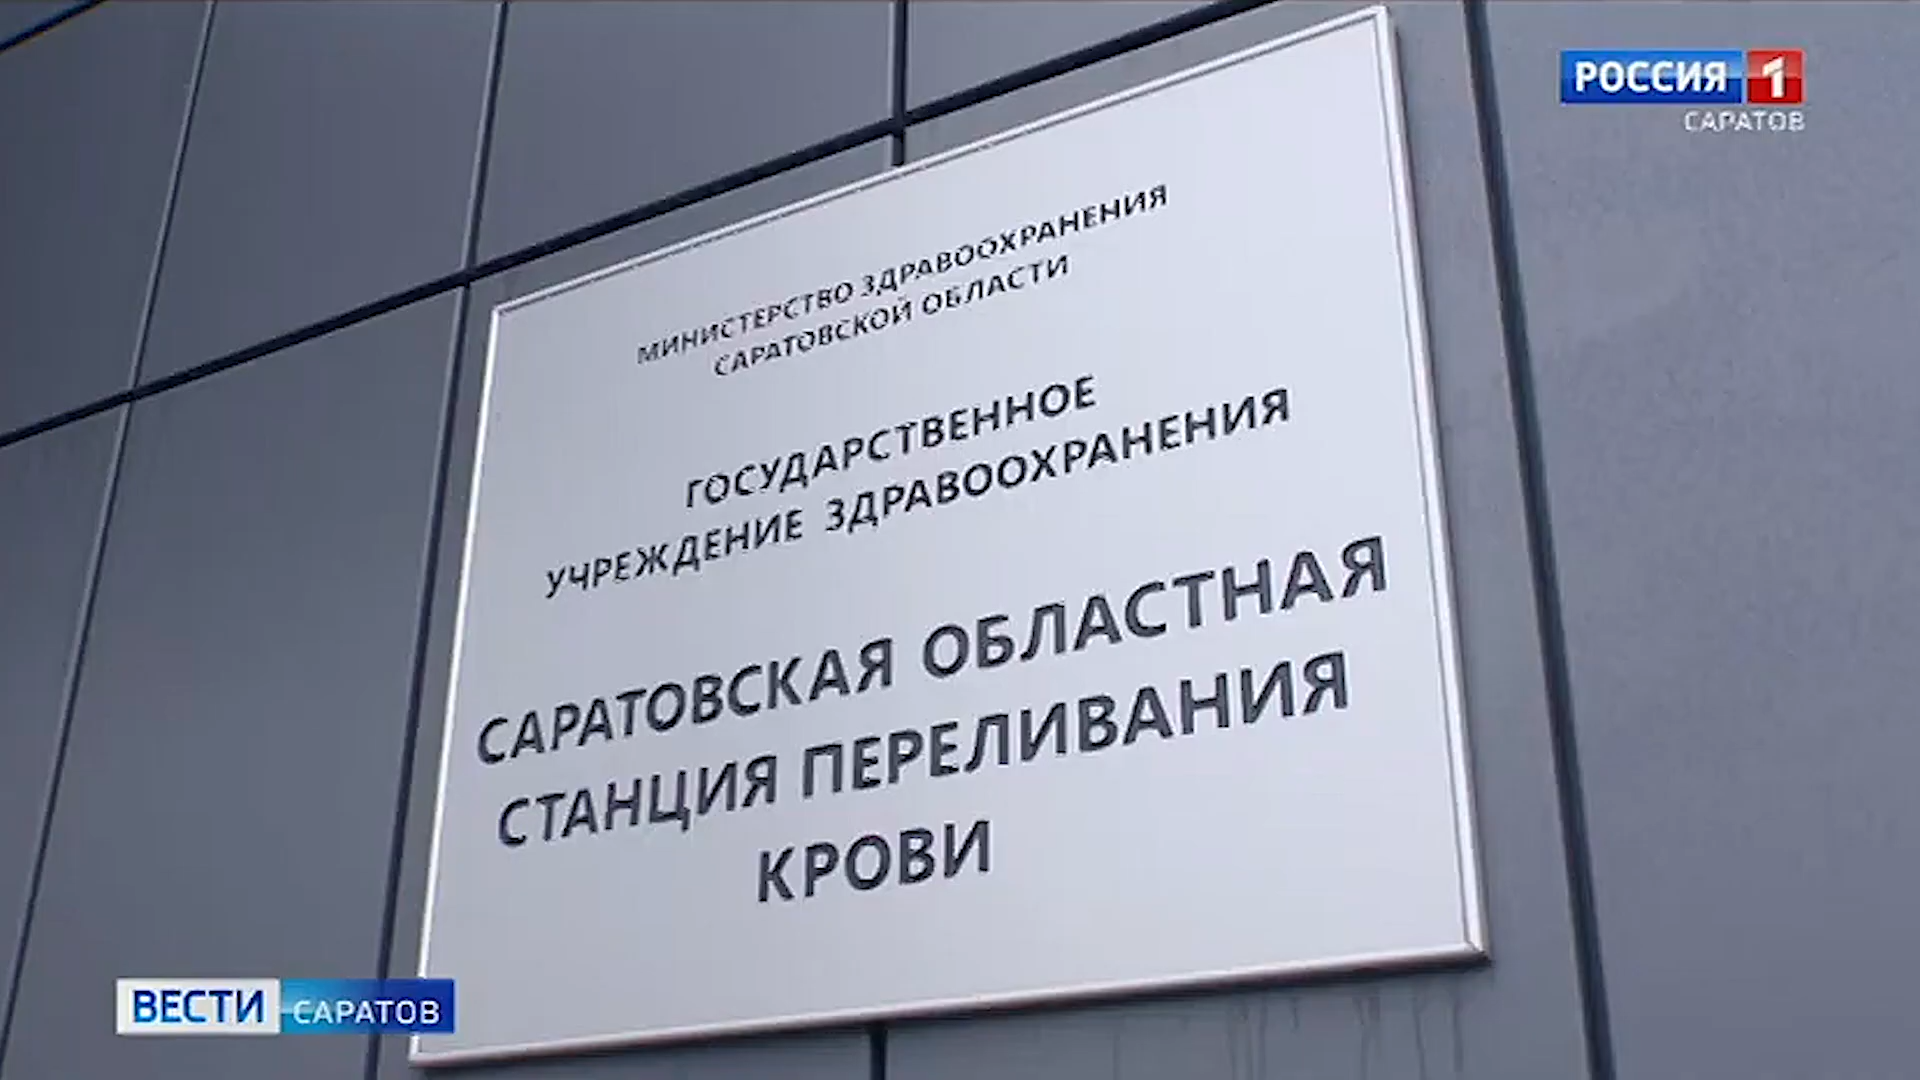 РОССИЯ 1
САРАТОВ
МИНИСТЕРСТВО ЗДРАВООХРАНЕНИЯ
САРАТОВСКОЙ ОБЛАСТИ
ГОСУДАРСТВЕННОЕ
УЧРЕЖДЕНИЕ ЗДРАВООХРАНЕНИЯ
САРАТОВСКАЯ ОБЛАСТНАЯ
СТАНЦИЯ ПЕРЕЛИВАНИЯ
КРОВИ
ВЕСТИ САРАТОВ